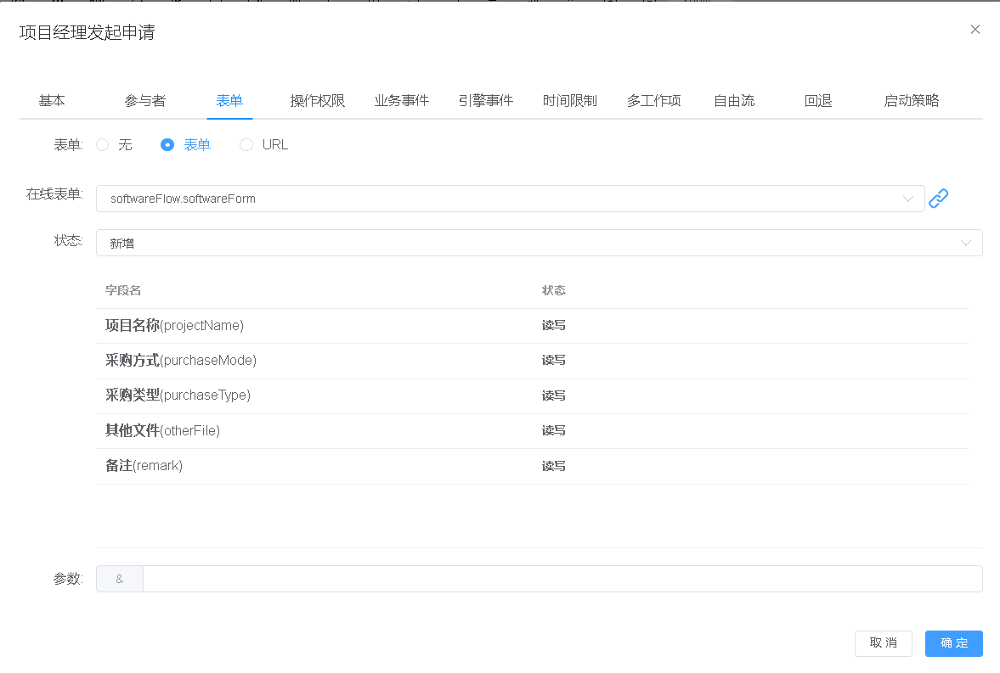 项目经理发起申请
基本 参与者 表单 操作权限 业务事件 引擎事件 时间限制 多工作项 自由流 回退 启动策略
表单: 无 表单 URL
在线表单: softwareFlow.softwareForm
状态: 新增
字段名 状态
项目名称(projectName) 读写
采购方式(purchaseMode) 读写
采购类型(purchaseType) 读写
其他文件(otherFile) 读写
备注(remark) 读写
参数: &
取消 确定